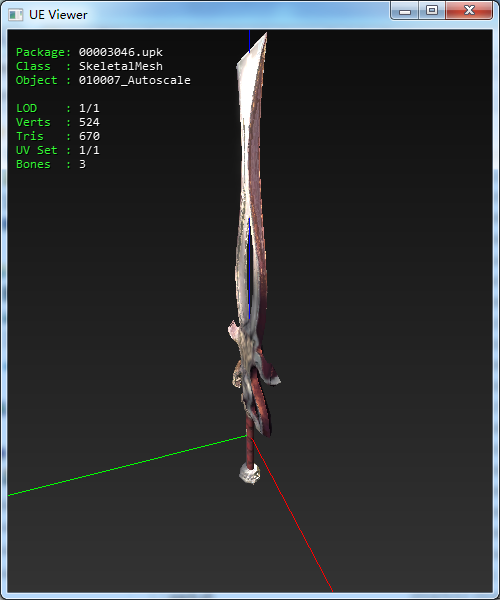 UE Viewer
Package: 00003046.upk
Class : SkeletalMesh
Object : 010007_Autoscale
LOD : 1/1
Verts : 524
Tris : 670
UV Set : 1/1
Bones : 3